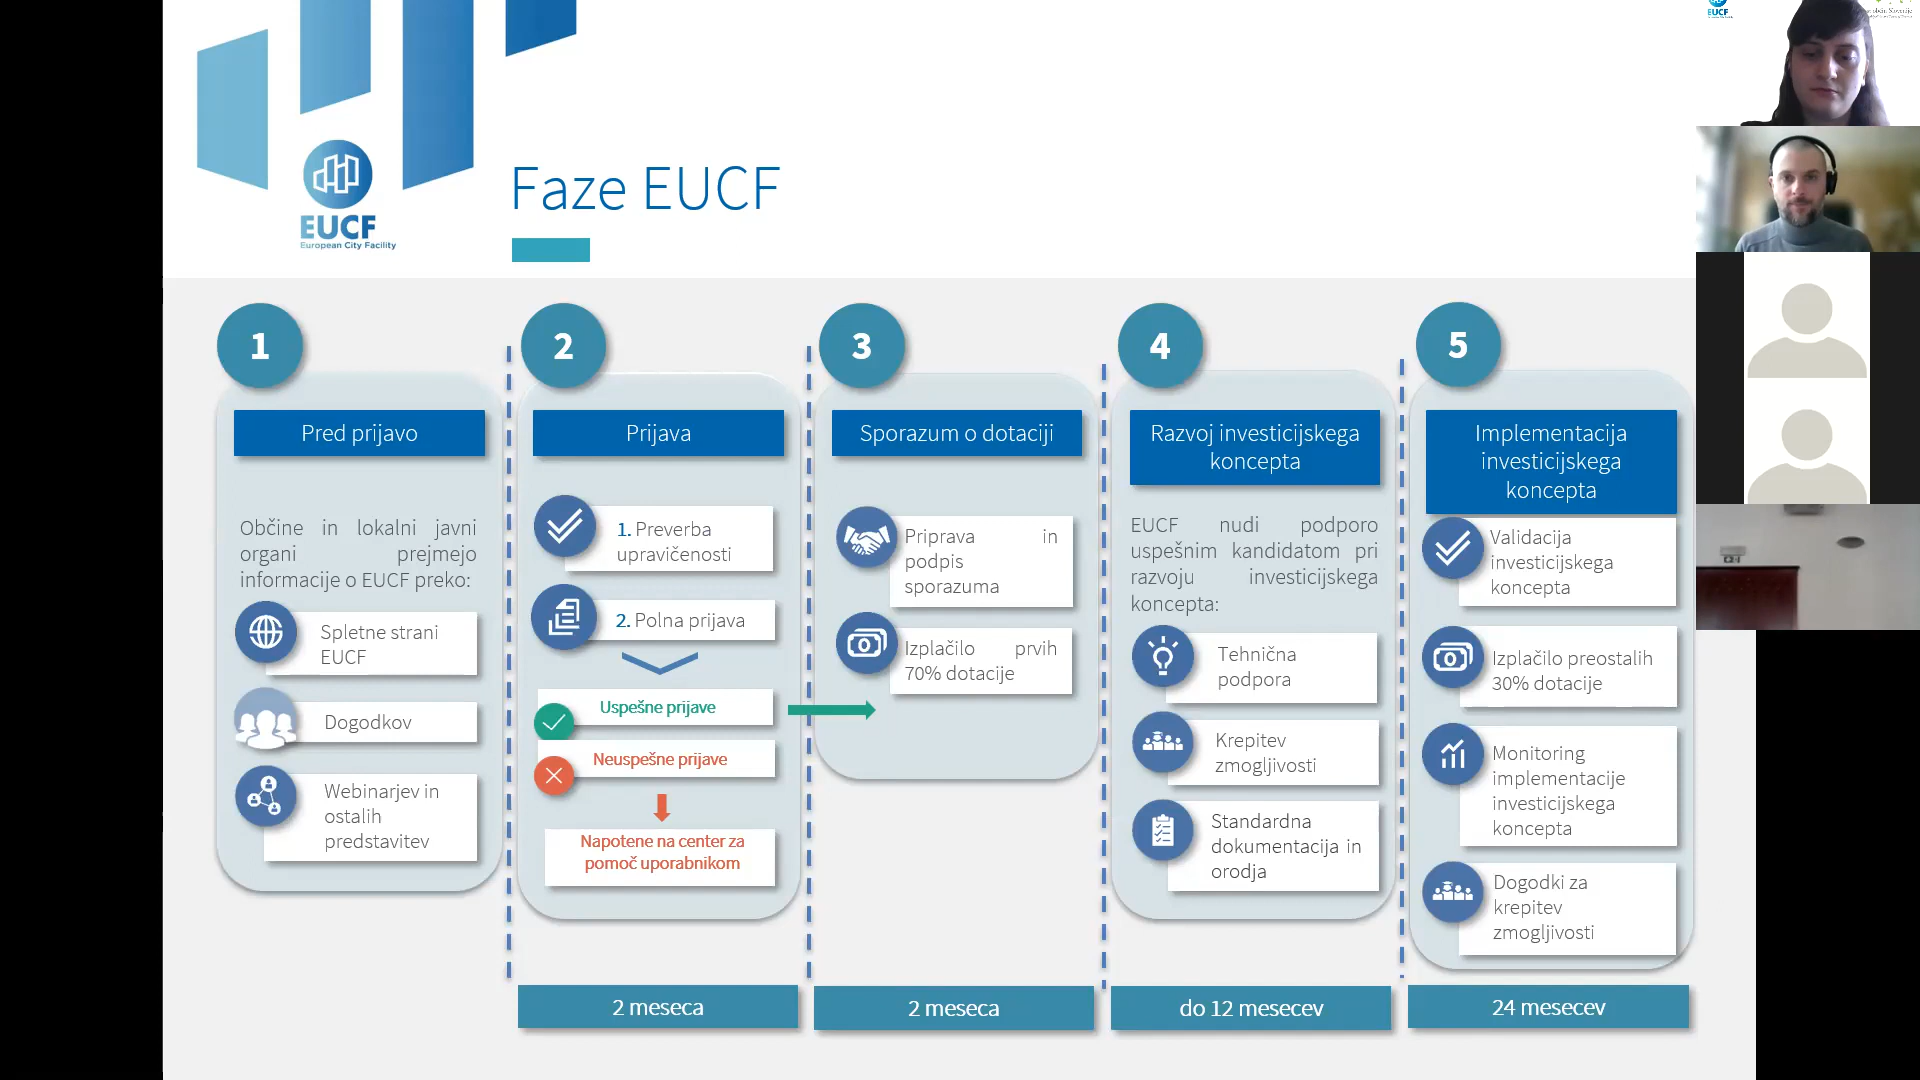 EUCF
European City Facility
Faze EUCF
1
Pred prijavo
Občine in lokalni javni
organi prejmejo
informacije o EUCF preko:
Spletne strani
EUCF
Dogodkov
Webinarjev in
ostalih
predstavitev
2
Prijava
1. Preverba
upravičenosti
2. Polna prijava
Uspešne prijave
Neuspešne prijave
Napotene na center za
pomoč uporabnikom
2 meseca
3
Sporazum o dotaciji
Priprava in
podpis
sporazuma
Izplačilo prvih
70% dotacije
2 meseca
4
Razvoj investicijskega
koncepta
EUCF nudi podporo
uspešnim kandidatom pri
razvoju investicijskega
koncepta:
Tehnična
podpora
Krepitev
zmogljivosti
Standardna
dokumentacija in
orodja
do 12 mesecev
5
Implementacija
investicijskega
koncepta
Validacija
investicijskega
koncepta
Izplačilo preostalih
30% dotacije
Monitoring
implementacije
investicijskega
koncepta
Dogodki za
krepitev
zmogljivosti
24 mesecev
EUCF